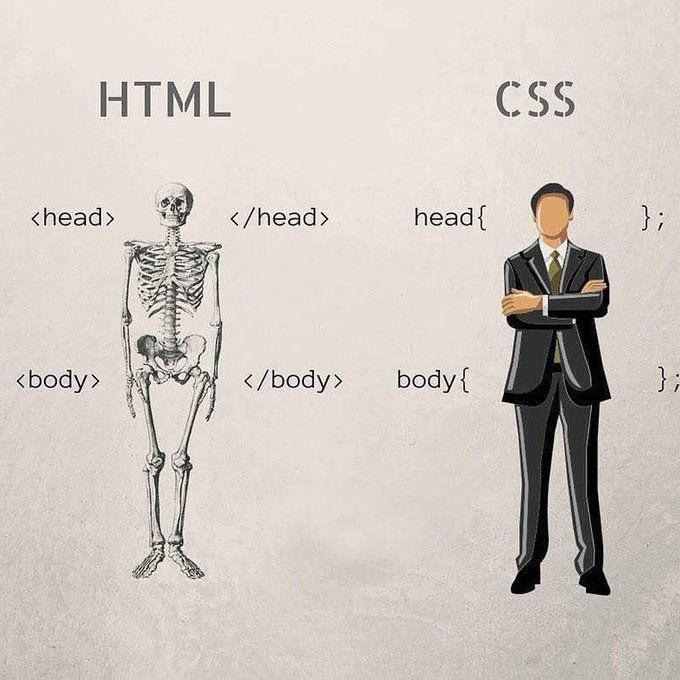 HTML
CSS
<head> </head>
head{ };
<body> </body>
body{ };